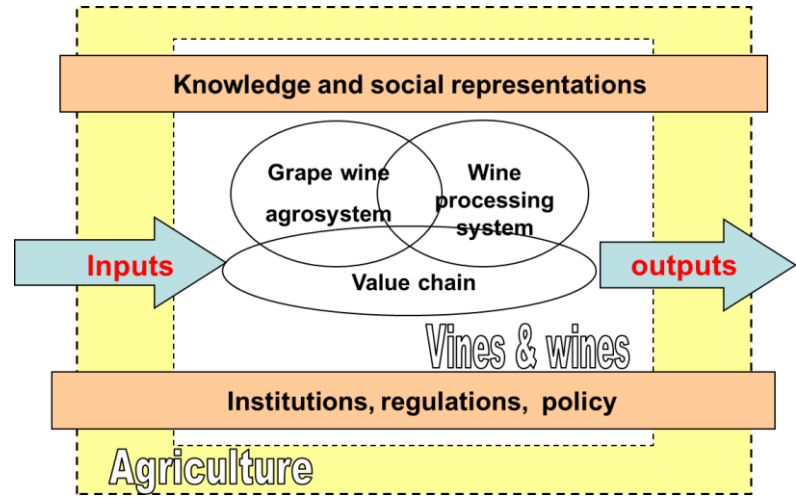 Knowledge and social representations
Grape wine
agrosystem
Wine
processing
system
Inputs
outputs
Value chain
Vines & wines
Institutions, regulations, policy
Agriculture